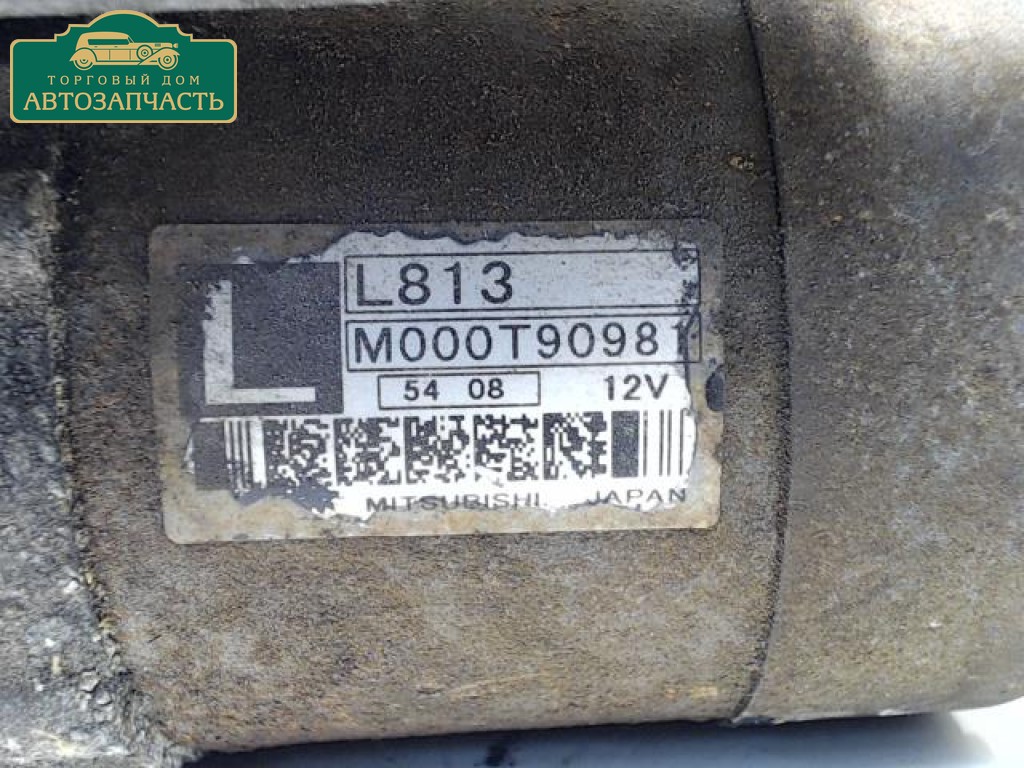 ТОРГОВЫЙ ДОМ
АВТОЗАПЧАСТЬ
L
L813
M000T90981
54 08 12V
MITSUBISHI JAPAN